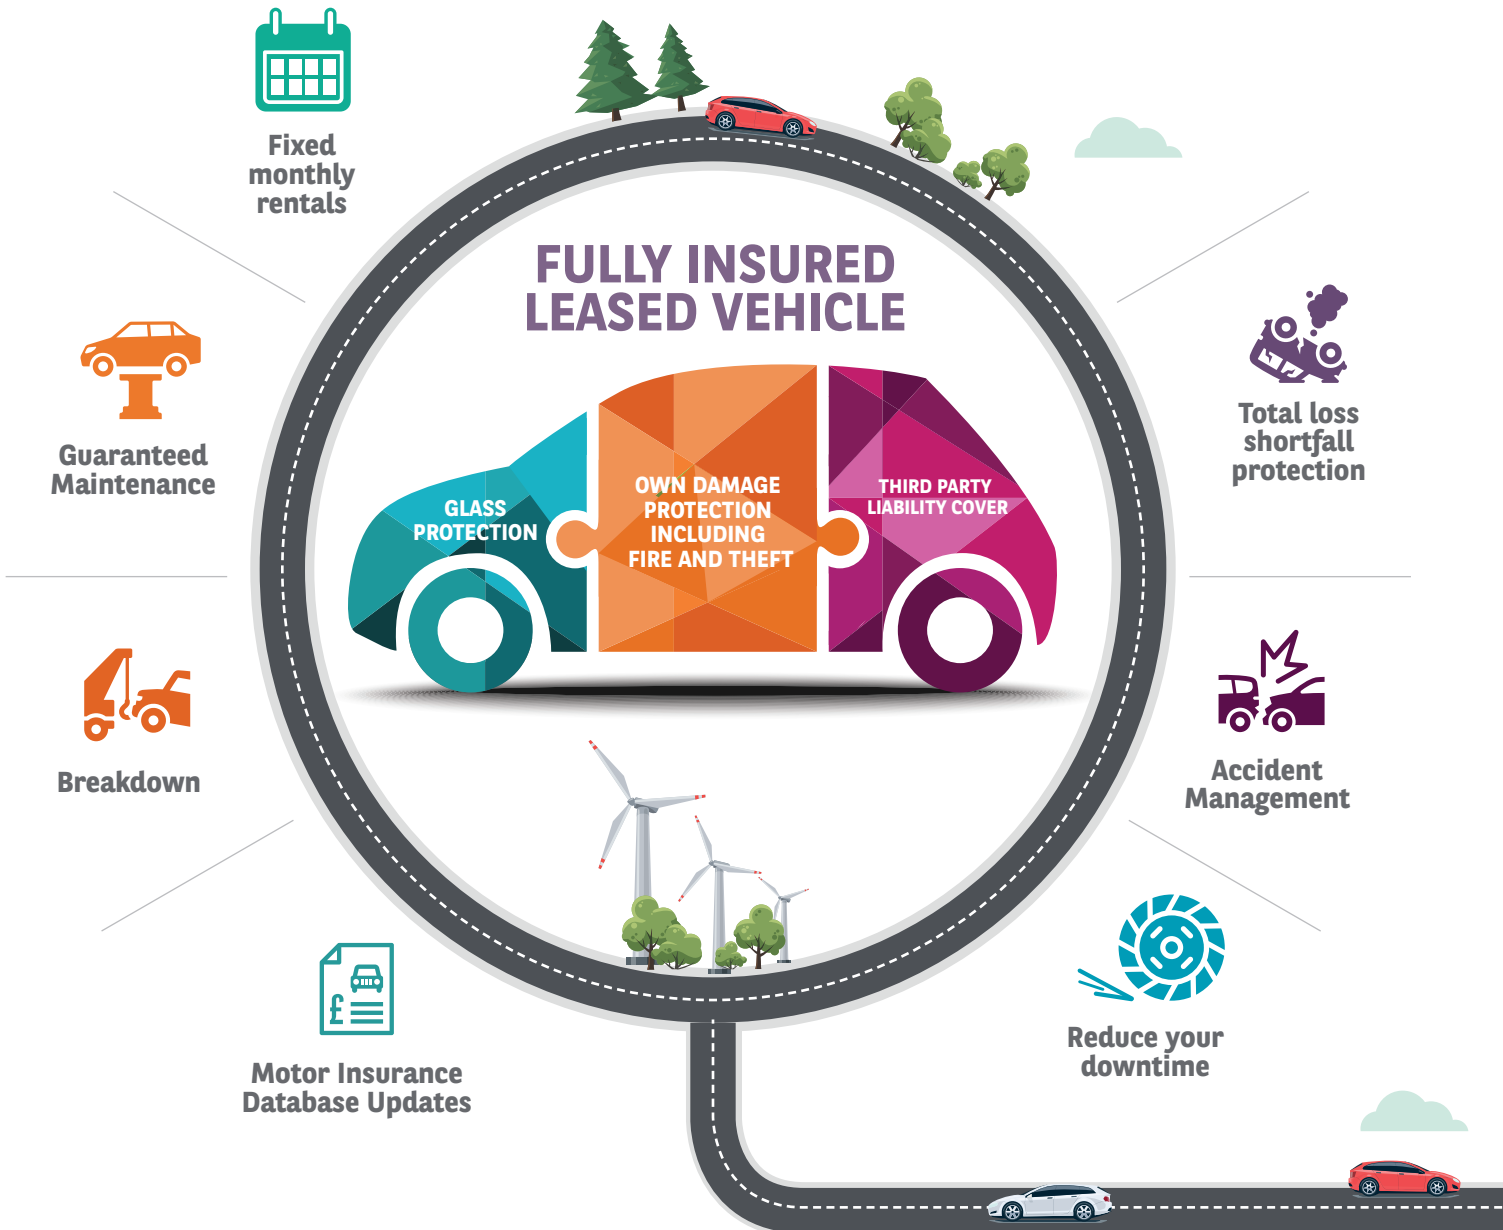 Fixed
monthly
rentals
FULLY INSURED
LEASED VEHICLE
Guaranteed
Maintenance
Total loss
shortfall
protection
GLASS
PROTECTION
OWN DAMAGE
PROTECTION
INCLUDING
FIRE AND THEFT
THIRD PARTY
LIABILITY COVER
Breakdown
Accident
Management
£
Motor Insurance
Database Updates
Reduce your
downtime